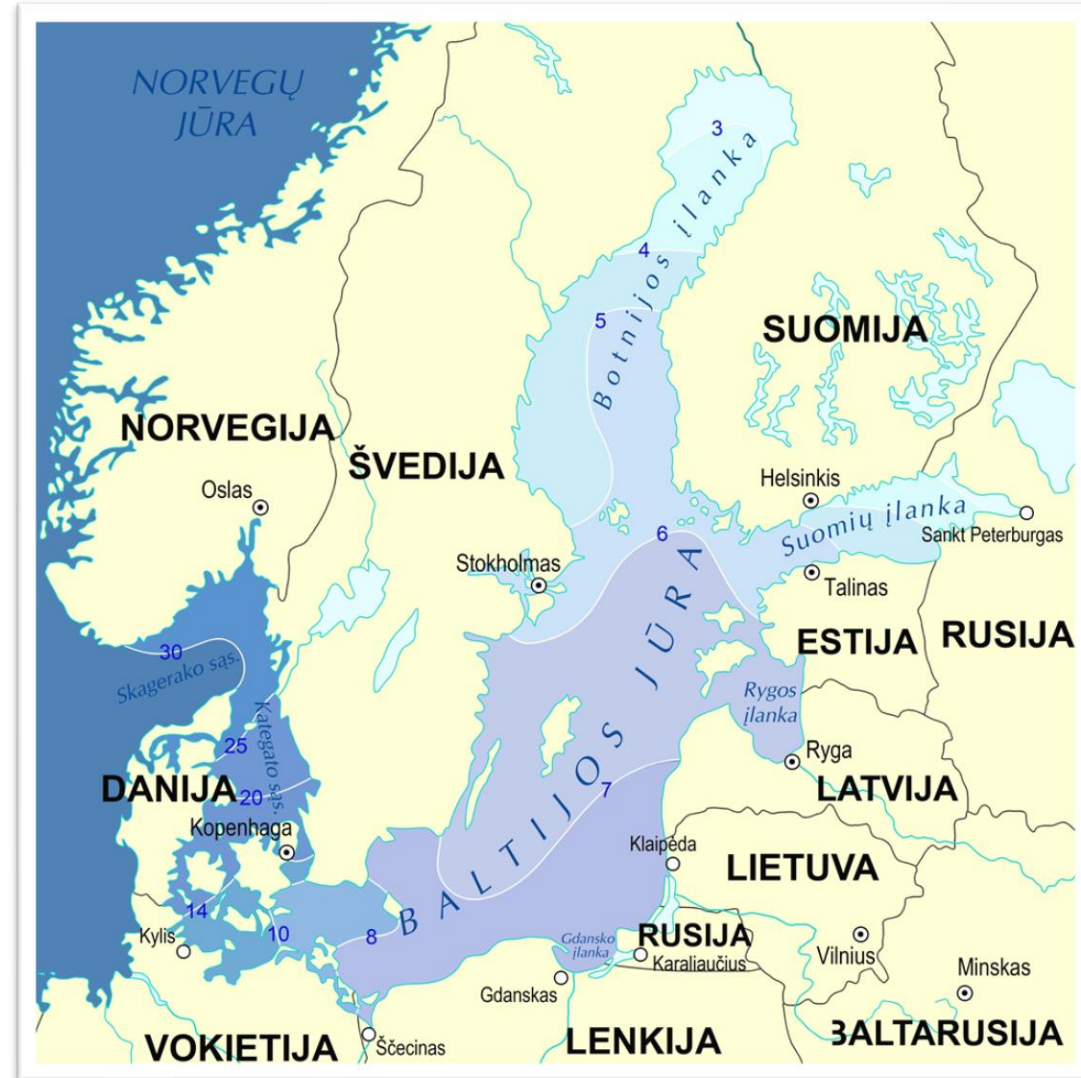 NORVEGŲ
JŪRA
3
Botnijos įlanka
4
5
SUOMIJA
NORVEGIJA
ŠVEDIJA
Oslas
Helsinkis
Suomių įlanka
Sankt Peterburgas
6
Stokholmas
Talinas
ESTIJA
RUSIJA
30
Skagerako sąs.
Kategato sąs.
Rygos
įlanka
BALTIJOS JŪRA
25
Ryga
7
DANIJA
20
LATVIJA
Kopenhaga
Klaipėda
LIETUVA
14
10
8
Kylis
Gdansko
įlanka
RUSIJA
Karaliaučius
Vilnius
Minskas
Gdanskas
Ščecinas
VOKIETIJA
LENKIJA
BALTARUSIJA